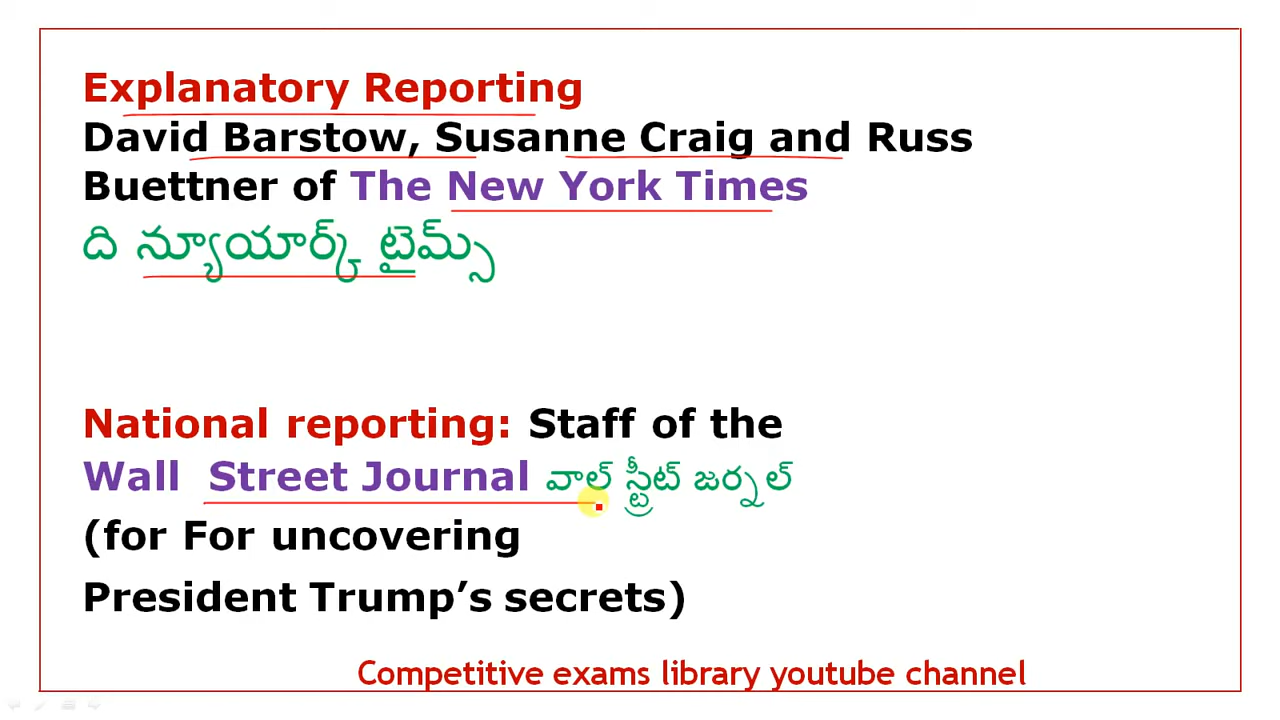 Explanatory Reporting
David Barstow, Susanne Craig and Russ
Buettner of The New York Times
ది న్యూయార్క్ టైమ్స్
National reporting: Staff of the
Wall Street Journal వాల్ స్ట్రీట్ జర్నల్
(for For uncovering
President Trump’s secrets)
Competitive exams library youtube channel